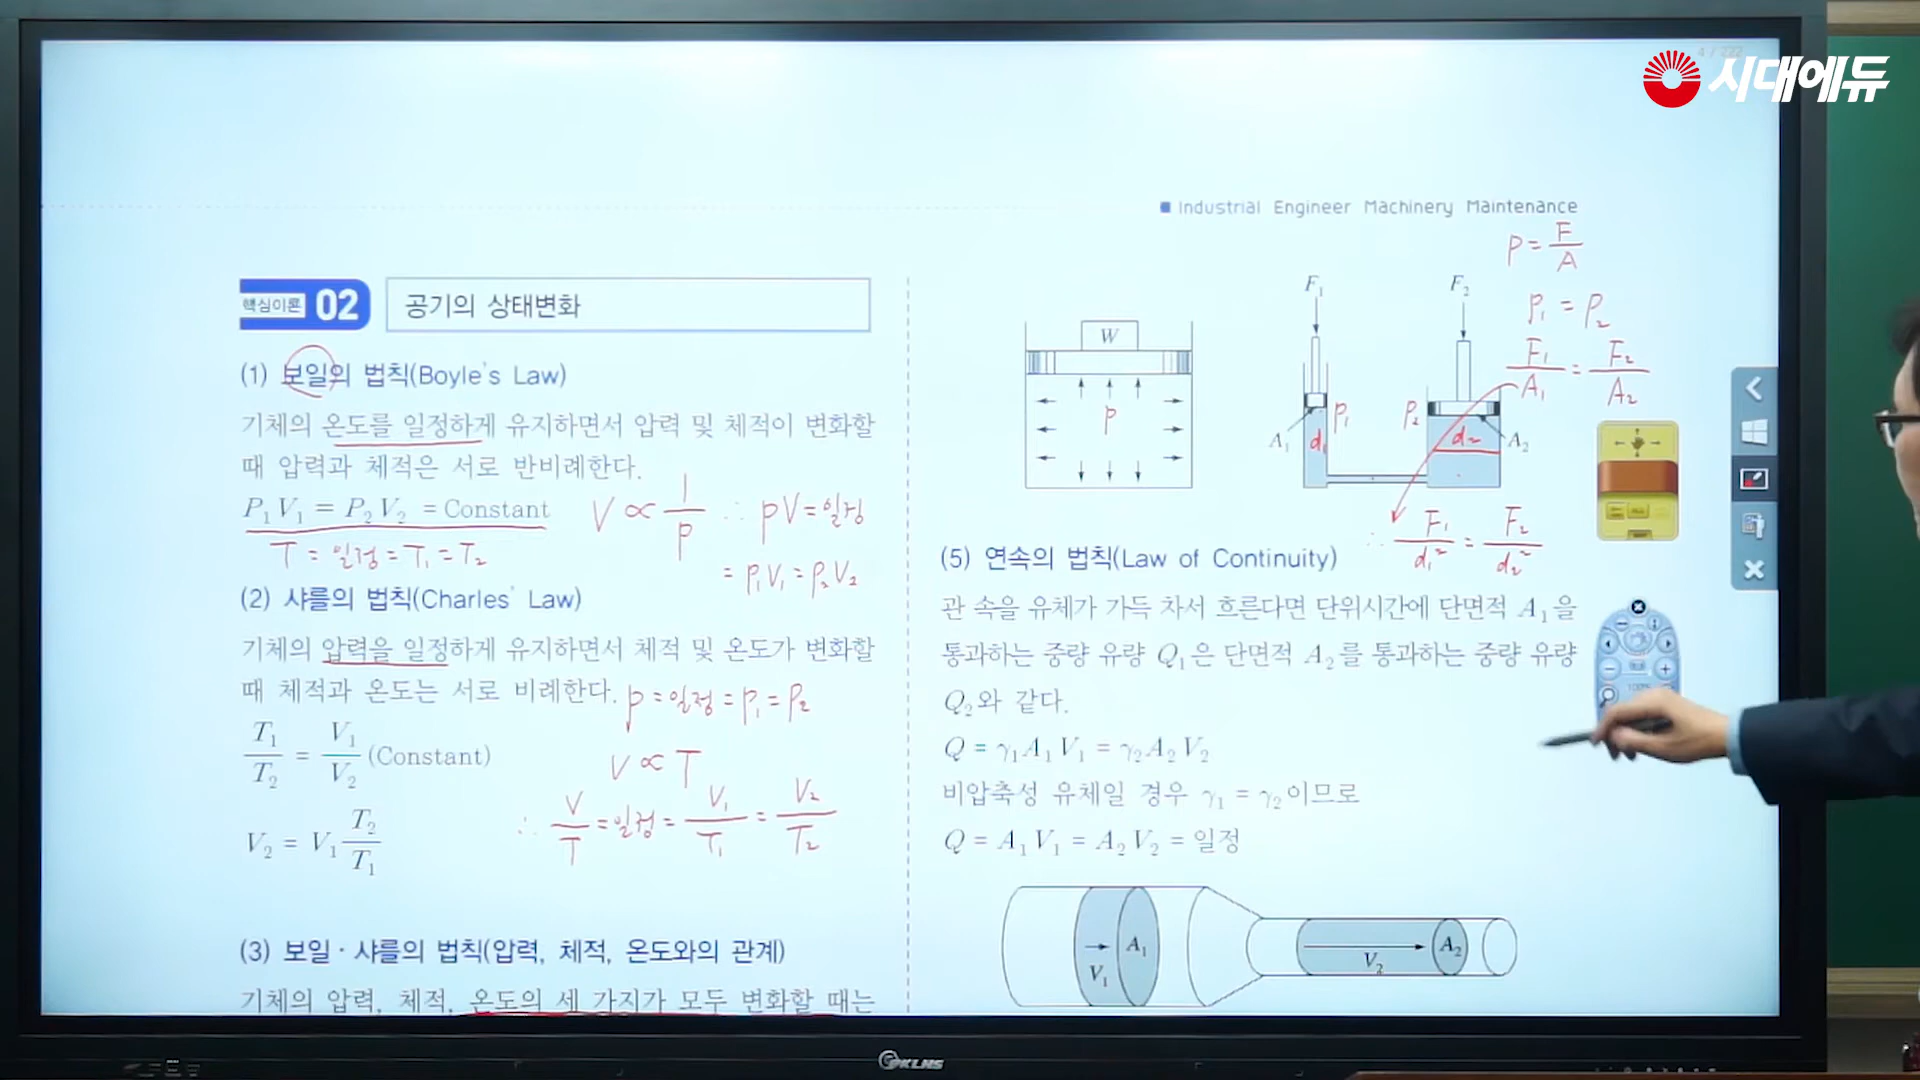 시대에듀
■ Industrial Engineer Machinery Maintenance
핵심이론 02 공기의 상태변화
(1) 보일의 법칙(Boyle's Law)
기체의 온도를 일정하게 유지하면서 압력 및 체적이 변화할
때 압력과 체적은 서로 반비례한다.
P₁V₁ = P₂V₂ = Constant
V ∝ 1/P ∴ PV = 일정
T = 일정 = T₁ = T₂
= P₁V₁ = P₂V₂
(2) 샤를의 법칙(Charles' Law)
기체의 압력을 일정하게 유지하면서 체적 및 온도가 변화할
때 체적과 온도는 서로 비례한다.
P = 일정 = P₁ = P₂
T₁/T₂ = V₁/V₂ (Constant)
V ∝ T
∴ V/T = 일정 = V₁/T₁ = V₂/T₂
V₂ = V₁ T₂/T₁
(3) 보일·샤를의 법칙(압력, 체적, 온도와의 관계)
기체의 압력, 체적, 온도의 세 가지가 모두 변화할 때는
P = F/A
P₁ = P₂
F₁/A₁ = F₂/A₂
W
P
F₁
F₂
A₁
d₁
P₁
P₂
d₂
A₂
∴ F₁/d₁² = F₂/d₂²
(5) 연속의 법칙(Law of Continuity)
관 속을 유체가 가득 차서 흐른다면 단위시간에 단면적 A₁을
통과하는 중량 유량 Q₁은 단면적 A₂를 통과하는 중량 유량
Q₂와 같다.
Q = γ₁A₁V₁ = γ₂A₂V₂
비압축성 유체일 경우 γ₁ = γ₂이므로
Q = A₁V₁ = A₂V₂ = 일정
V₁
A₁
V₂
A₂
KLHS